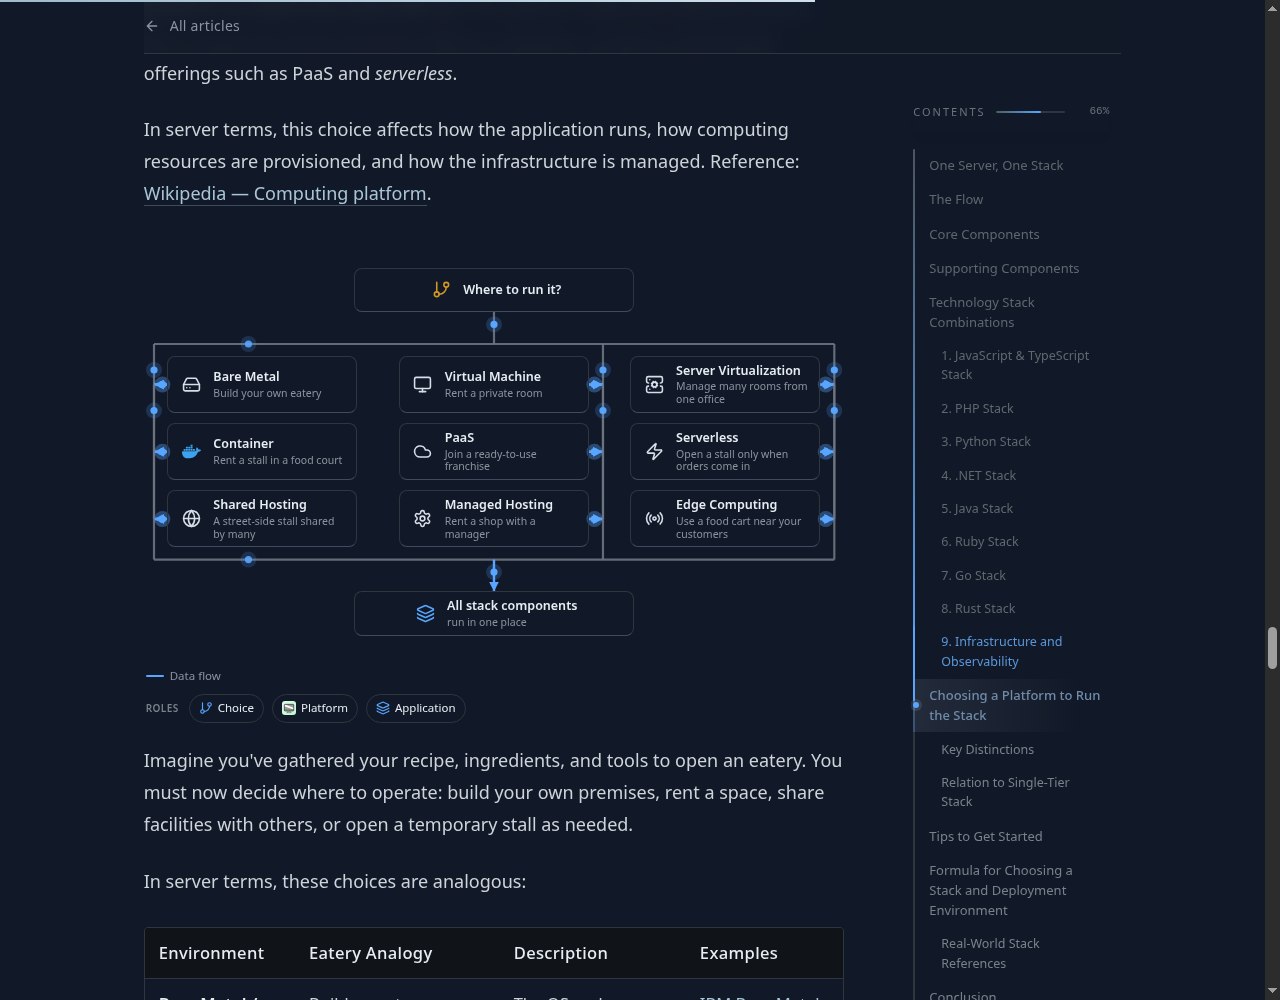 All articles
offerings such as PaaS and serverless.
In server terms, this choice affects how the application runs, how computing
resources are provisioned, and how the infrastructure is managed. Reference:
Wikipedia — Computing platform.
Where to run it?
Bare Metal
Build your own eatery
Virtual Machine
Rent a private room
Server Virtualization
Manage many rooms from
one office
Container
Rent a stall in a food court
PaaS
Join a ready-to-use
franchise
Serverless
Open a stall only when
orders come in
Shared Hosting
A street-side stall shared
by many
Managed Hosting
Rent a shop with a
manager
Edge Computing
Use a food cart near your
customers
All stack components
run in one place
Data flow
ROLES Choice Platform Application
Imagine you've gathered your recipe, ingredients, and tools to open an eatery. You
must now decide where to operate: build your own premises, rent a space, share
facilities with others, or open a temporary stall as needed.
In server terms, these choices are analogous:
Environment Eatery Analogy Description Examples
CONTENTS 66%
One Server, One Stack
The Flow
Core Components
Supporting Components
Technology Stack
Combinations
1. JavaScript & TypeScript
Stack
2. PHP Stack
3. Python Stack
4. .NET Stack
5. Java Stack
6. Ruby Stack
7. Go Stack
8. Rust Stack
9. Infrastructure and
Observability
Choosing a Platform to Run
the Stack
Key Distinctions
Relation to Single-Tier
Stack
Tips to Get Started
Formula for Choosing a
Stack and Deployment
Environment
Real-World Stack
References
Conclusion